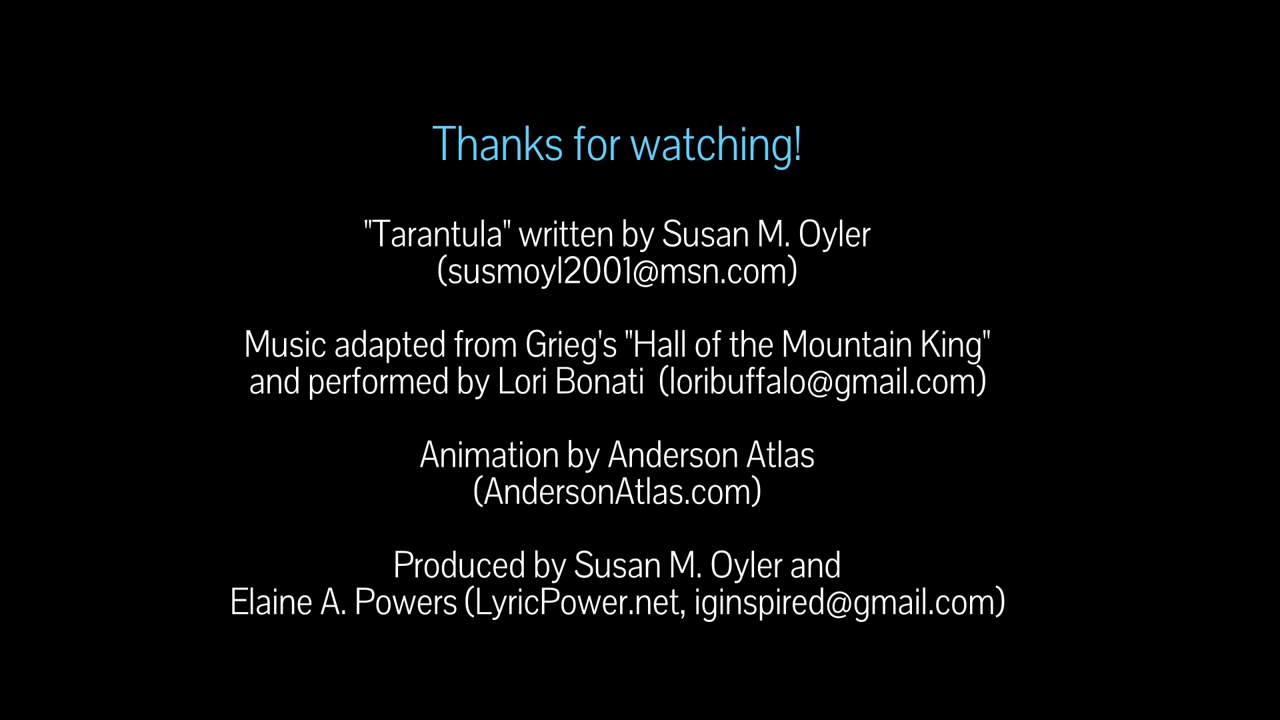 Thanks for watching!
"Tarantula" written by Susan M. Oyler
(susmoyl2001@msn.com)
Music adapted from Grieg's "Hall of the Mountain King"
and performed by Lori Bonati (loribuffalo@gmail.com)
Animation by Anderson Atlas
(AndersonAtlas.com)
Produced by Susan M. Oyler and
Elaine A. Powers (LyricPower.net, iginspired@gmail.com)